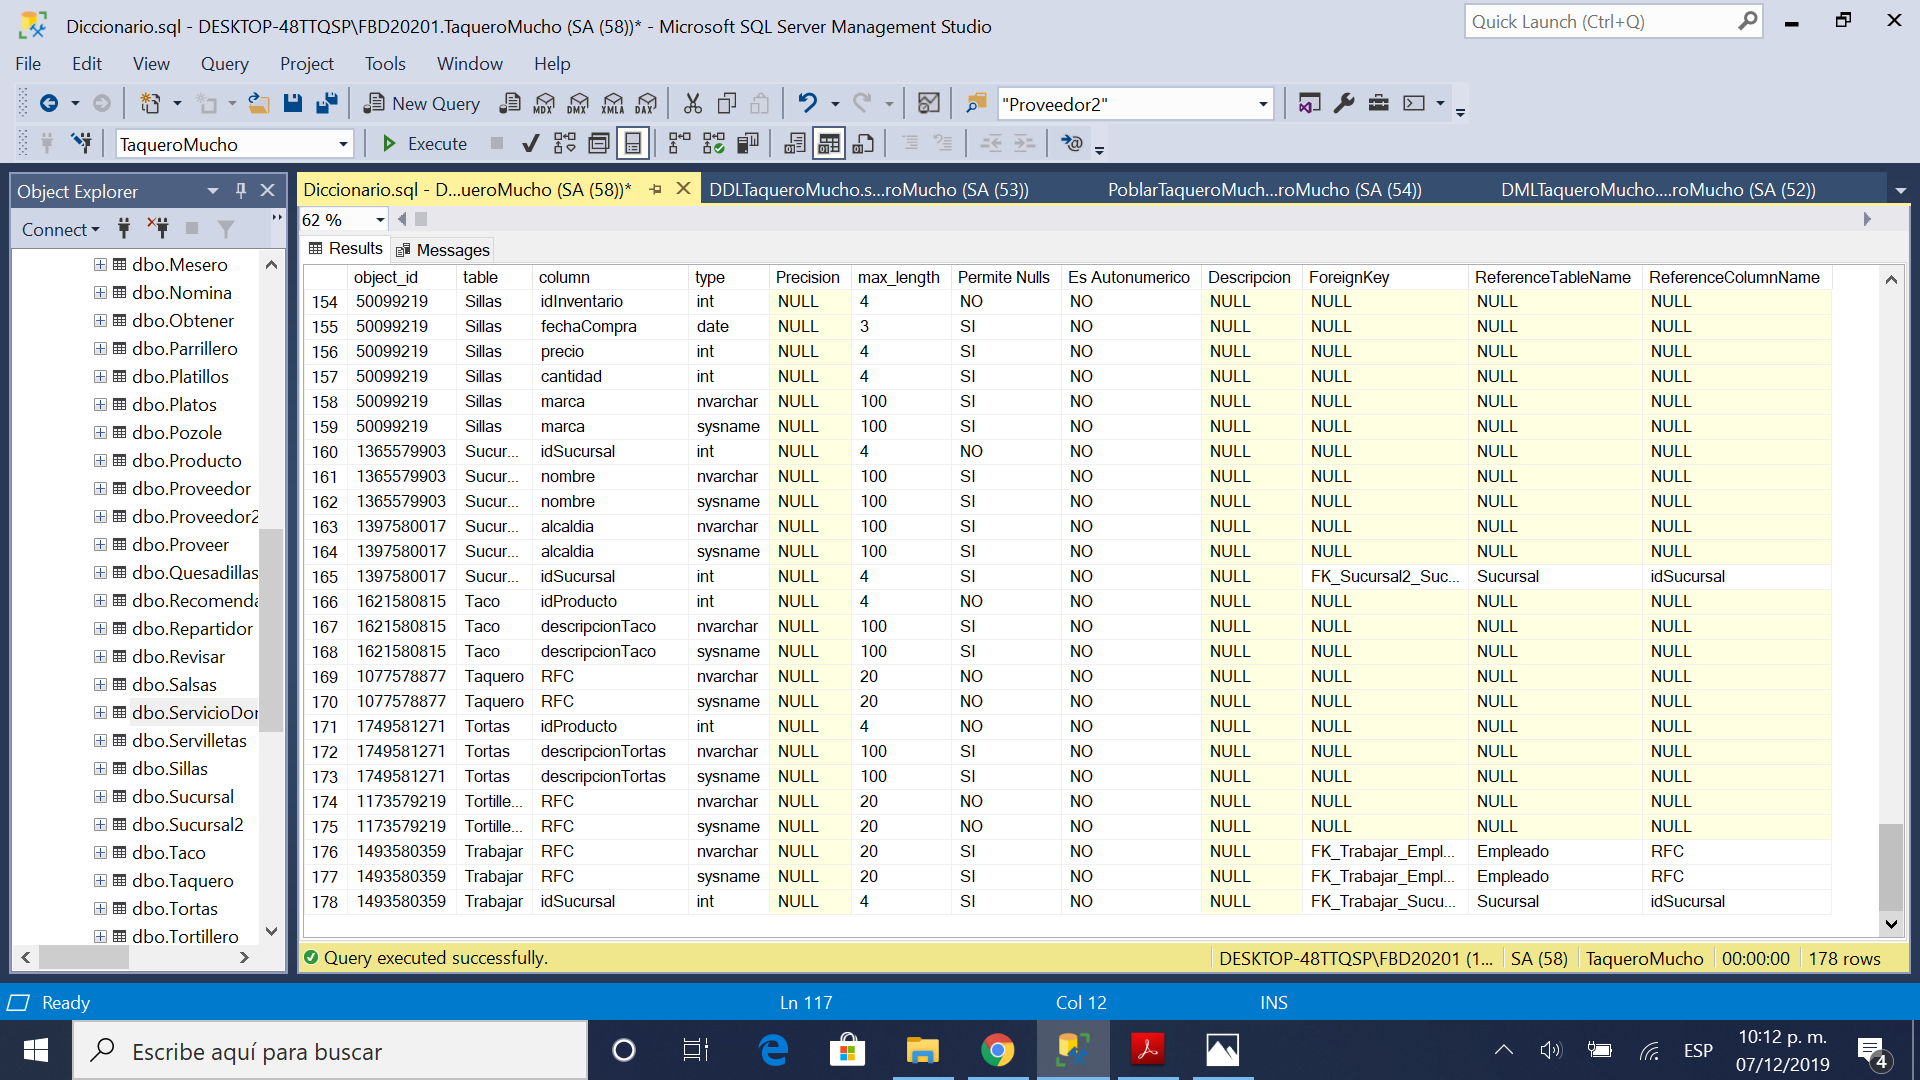 Diccionario.sql - DESKTOP-48TTQSP\FBD20201.TaqueroMucho (SA (58))* - Microsoft SQL Server Management Studio
Quick Launch (Ctrl+Q)
File Edit View Query Project Tools Window Help
New Query MDX DMX XMLA DAX "Proveedor2"
TaqueroMucho Execute
Object Explorer
Connect
dbo.Mesero
dbo.Nomina
dbo.Obtener
dbo.Parrillero
dbo.Platillos
dbo.Platos
dbo.Pozole
dbo.Producto
dbo.Proveedor
dbo.Proveedor2
dbo.Proveer
dbo.Quesadillas
dbo.Recomenda
dbo.Repartidor
dbo.Revisar
dbo.Salsas
dbo.ServicioDor
dbo.Servilletas
dbo.Sillas
dbo.Sucursal
dbo.Sucursal2
dbo.Taco
dbo.Taquero
dbo.Tortas
dbo.Tortillero
Diccionario.sql - D...ueroMucho (SA (58))* DDLTaqueroMucho.s...roMucho (SA (53)) PoblarTaqueroMuch...roMucho (SA (54)) DMLTaqueroMucho....roMucho (SA (52))
62 %
Results Messages
object_id table column type Precision max_length Permite Nulls Es Autonumerico Descripcion ForeignKey ReferenceTableName ReferenceColumnName
154 50099219 Sillas idInventario int NULL 4 NO NO NULL NULL NULL NULL
155 50099219 Sillas fechaCompra date NULL 3 SI NO NULL NULL NULL NULL
156 50099219 Sillas precio int NULL 4 SI NO NULL NULL NULL NULL
157 50099219 Sillas cantidad int NULL 4 SI NO NULL NULL NULL NULL
158 50099219 Sillas marca nvarchar NULL 100 SI NO NULL NULL NULL NULL
159 50099219 Sillas marca sysname NULL 100 SI NO NULL NULL NULL NULL
160 1365579903 Sucur... idSucursal int NULL 4 NO NO NULL NULL NULL NULL
161 1365579903 Sucur... nombre nvarchar NULL 100 SI NO NULL NULL NULL NULL
162 1365579903 Sucur... nombre sysname NULL 100 SI NO NULL NULL NULL NULL
163 1397580017 Sucur... alcaldia nvarchar NULL 100 SI NO NULL NULL NULL NULL
164 1397580017 Sucur... alcaldia sysname NULL 100 SI NO NULL NULL NULL NULL
165 1397580017 Sucur... idSucursal int NULL 4 SI NO NULL FK_Sucursal2_Suc... Sucursal idSucursal
166 1621580815 Taco idProducto int NULL 4 NO NO NULL NULL NULL NULL
167 1621580815 Taco descripcionTaco nvarchar NULL 100 SI NO NULL NULL NULL NULL
168 1621580815 Taco descripcionTaco sysname NULL 100 SI NO NULL NULL NULL NULL
169 1077578877 Taquero RFC nvarchar NULL 20 NO NO NULL NULL NULL NULL
170 1077578877 Taquero RFC sysname NULL 20 NO NO NULL NULL NULL NULL
171 1749581271 Tortas idProducto int NULL 4 NO NO NULL NULL NULL NULL
172 1749581271 Tortas descripcionTortas nvarchar NULL 100 SI NO NULL NULL NULL NULL
173 1749581271 Tortas descripcionTortas sysname NULL 100 SI NO NULL NULL NULL NULL
174 1173579219 Tortille... RFC nvarchar NULL 20 NO NO NULL NULL NULL NULL
175 1173579219 Tortille... RFC sysname NULL 20 NO NO NULL NULL NULL NULL
176 1493580359 Trabajar RFC nvarchar NULL 20 SI NO NULL FK_Trabajar_Empl... Empleado RFC
177 1493580359 Trabajar RFC sysname NULL 20 SI NO NULL FK_Trabajar_Empl... Empleado RFC
178 1493580359 Trabajar idSucursal int NULL 4 SI NO NULL FK_Trabajar_Sucu... Sucursal idSucursal
Query executed successfully. DESKTOP-48TTQSP\FBD20201 (1... SA (58) TaqueroMucho 00:00:00 178 rows
Ready Ln 117 Col 12 INS
Escribe aquí para buscar
ESP
10:12 p. m.
07/12/2019
4